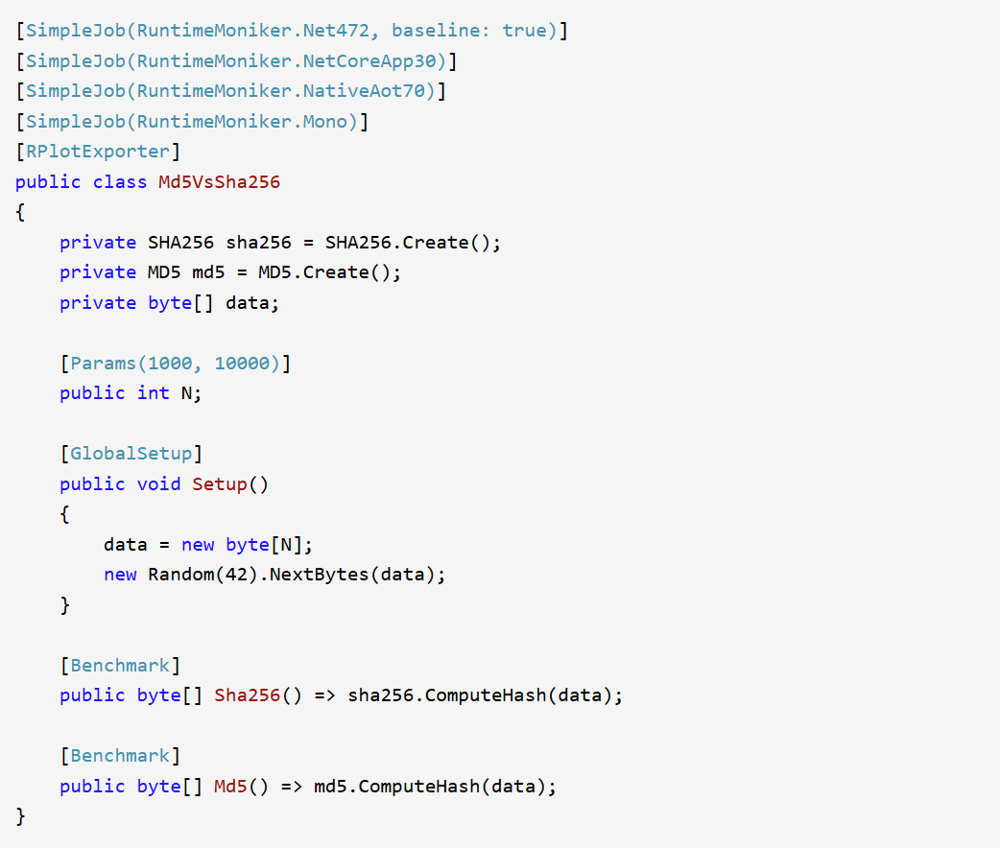 [SimpleJob(RuntimeMoniker.Net472, baseline: true)]
[SimpleJob(RuntimeMoniker.NetCoreApp30)]
[SimpleJob(RuntimeMoniker.NativeAot70)]
[SimpleJob(RuntimeMoniker.Mono)]
[RPlotExporter]
public class Md5VsSha256
{
    private SHA256 sha256 = SHA256.Create();
    private MD5 md5 = MD5.Create();
    private byte[] data;

    [Params(1000, 10000)]
    public int N;

    [GlobalSetup]
    public void Setup()
    {
        data = new byte[N];
        new Random(42).NextBytes(data);
    }

    [Benchmark]
    public byte[] Sha256() => sha256.ComputeHash(data);

    [Benchmark]
    public byte[] Md5() => md5.ComputeHash(data);
}